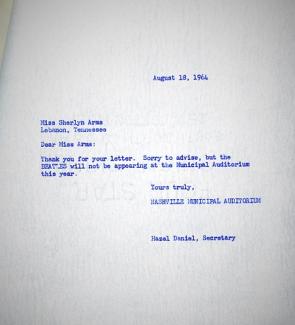 August 18, 1964
Miss Sherlyn Arms
Lebanon, Tennessee
Dear Miss Arms:
Thank you for your letter. Sorry to advise, but the
BEATLES will not be appearing at the Municipal Auditorium
this year.
Yours truly,
NASHVILLE MUNICIPAL AUDITORIUM
Hazel Daniel, Secretary